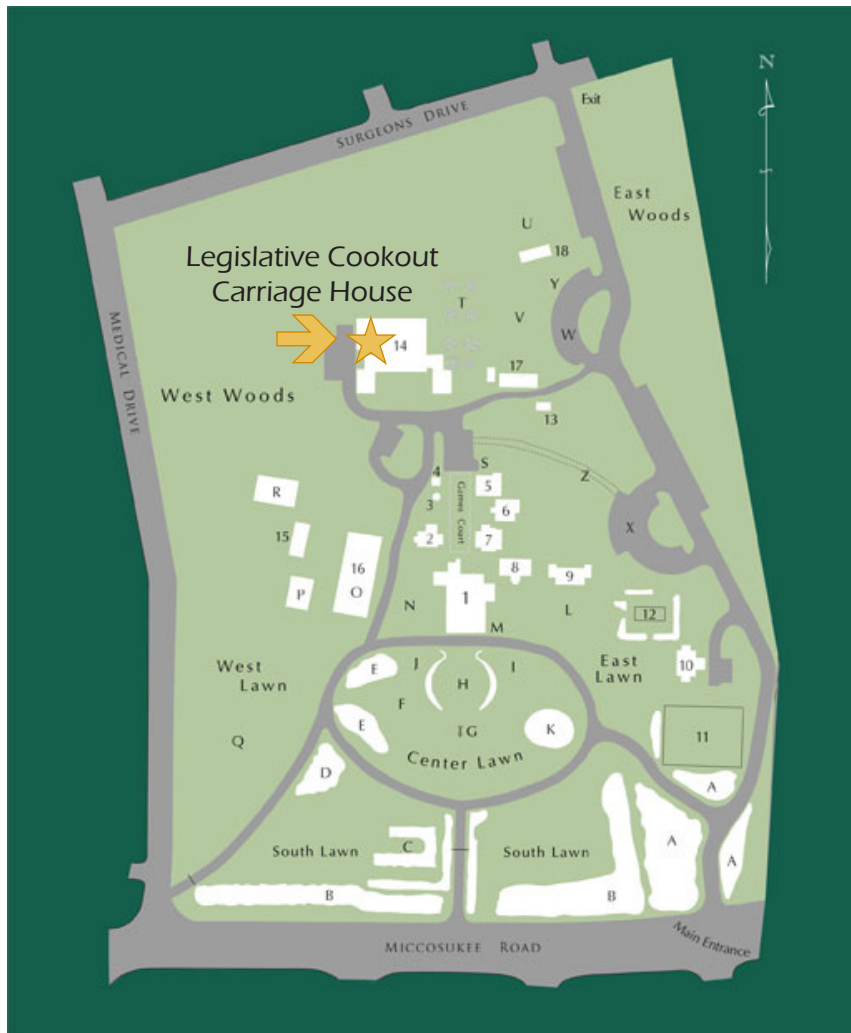 N
Exit
SURGEONS DRIVE
East
Woods
U
18
Legislative Cookout
Carriage House
Y
T
V
W
14
MEDICAL DRIVE
17
West Woods
13
S
4
Z
5
R
3
Games Court
6
X
15
2
7
16
8
9
O
P
1
N
L
12
M
West
Lawn
J
E
I
East
Lawn
10
H
F
E
G
K
11
Q
Center Lawn
D
A
South Lawn
C
South Lawn
A
A
B
B
Main Entrance
MICCOSUKEE ROAD